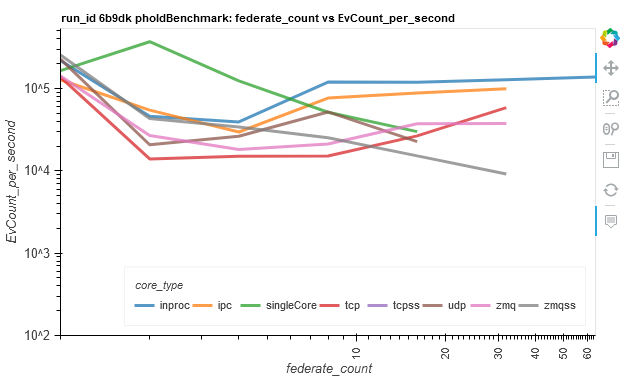 run_id 6b9dk pholdBenchmark: federate_count vs EvCount_per_second
EvCount_per_second
10^5
10^4
10^3
10^2
core_type
inproc ipc singleCore tcp tcpss udp zmq zmqss
10 20 30 40 50 60
federate_count